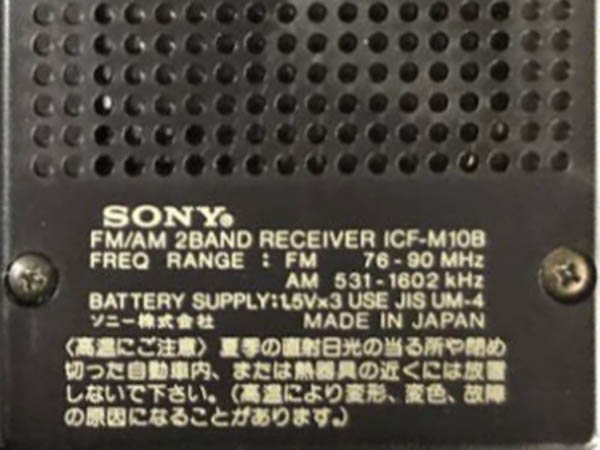 SONY®
FM/AM 2BAND RECEIVER ICF-M10B
FREQ RANGE : FM 76-90 MHz
AM 531-1602 kHz
BATTERY SUPPLY:1.5V×3 USE JIS UM-4
ソニー株式会社 MADE IN JAPAN
〈高温にご注意〉夏季の直射日光の当る所や閉め
切った自動車内、または熱器具の近くには放置
しないで下さい。(高温により変形、変色、故障
の原因になることがあります。)